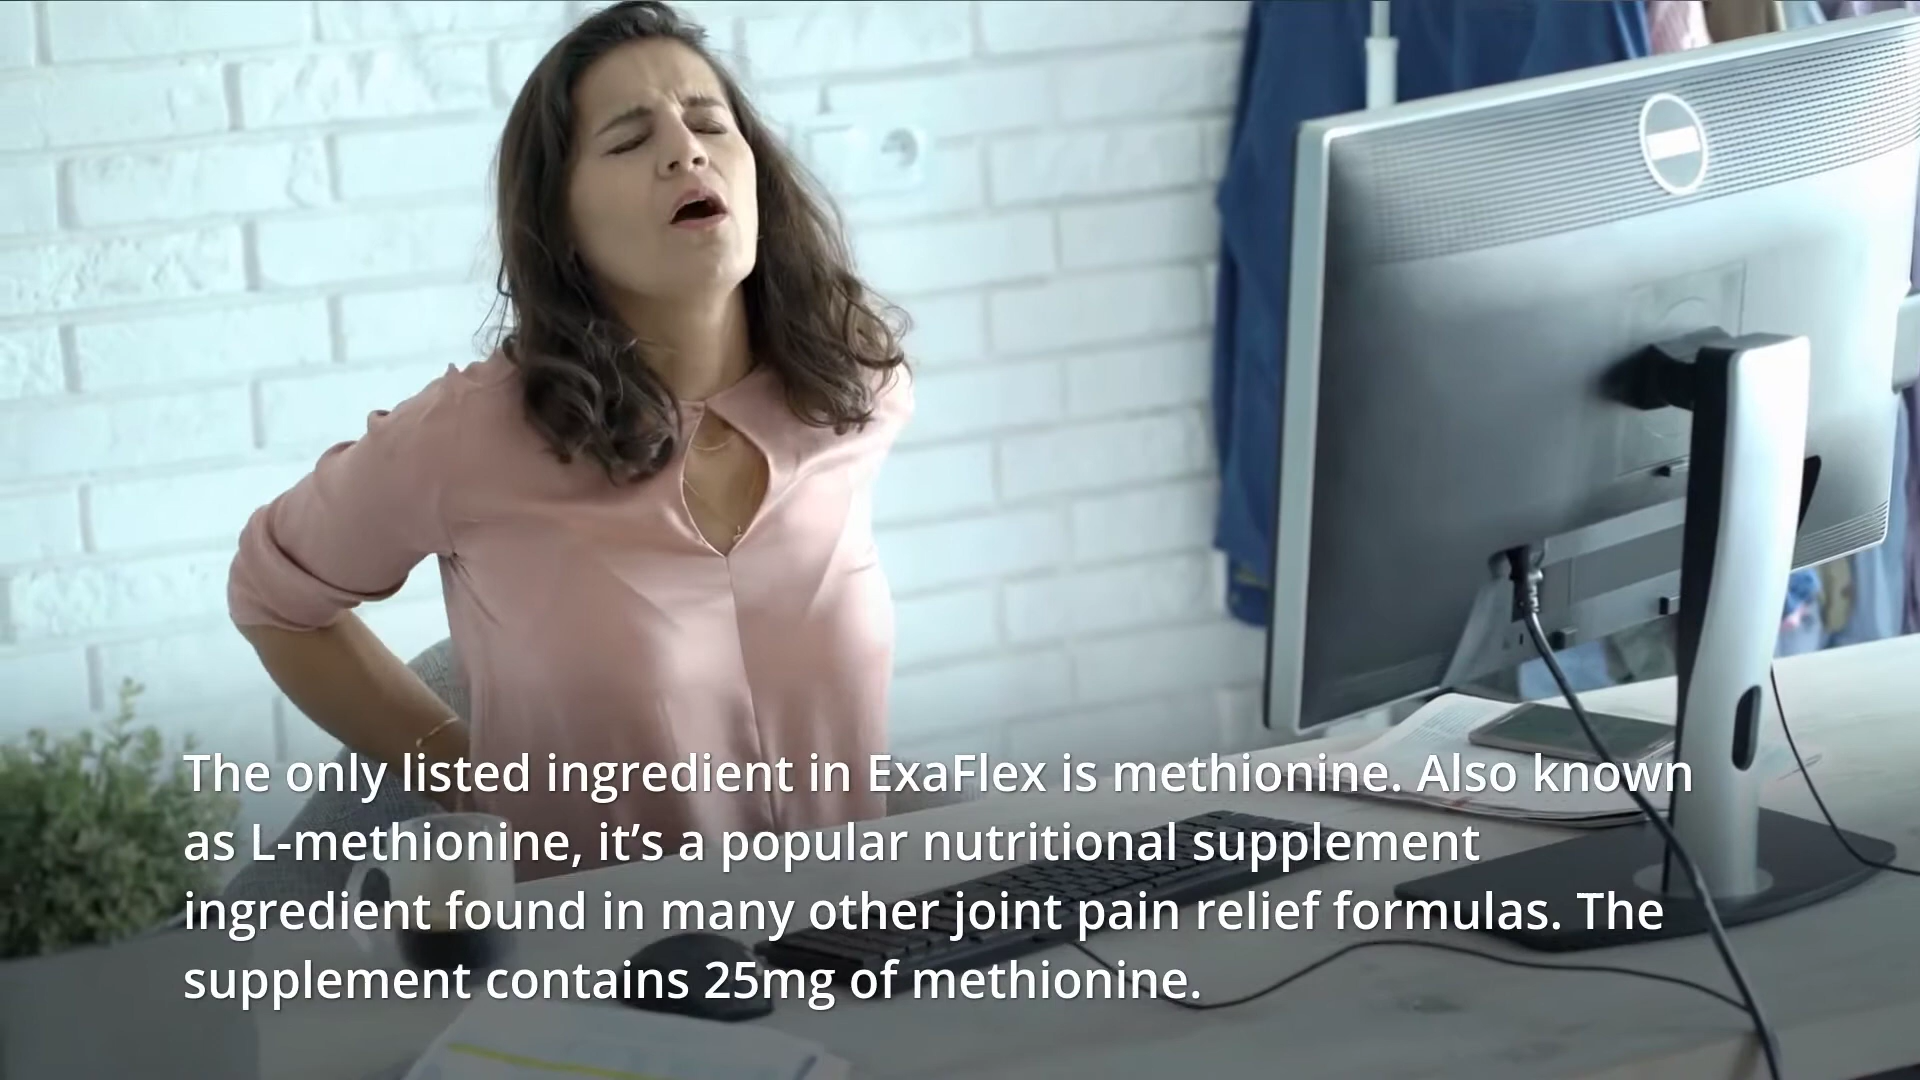 The only listed ingredient in ExaFlex is methionine. Also known
as L-methionine, it’s a popular nutritional supplement
ingredient found in many other joint pain relief formulas. The
supplement contains 25mg of methionine.